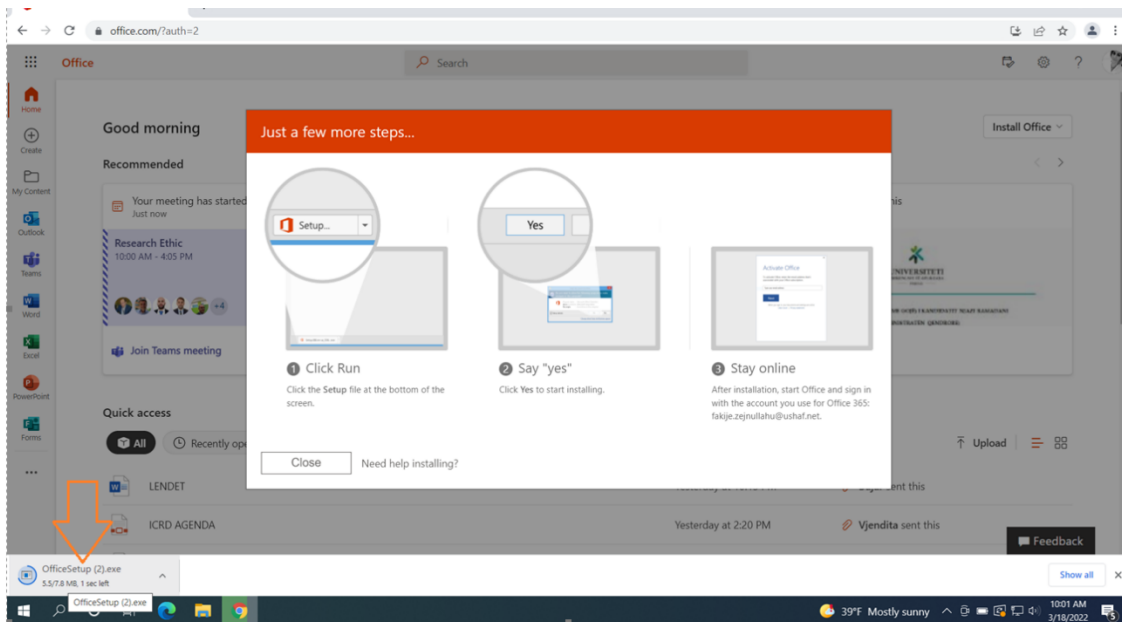 office.com/?auth=2
Office
Search
Home
Create
My Content
Outlook
Teams
Word
Excel
PowerPoint
Forms
Good morning
Install Office
Recommended
Your meeting has started
Just now
Research Ethic
10:00 AM - 4:05 PM
+4
Join Teams meeting
his
UNIVERSITETI
Just a few more steps...
Setup...
Yes
Activate Office
1 Click Run
Click the Setup file at the bottom of the
screen.
2 Say "yes"
Click Yes to start installing.
3 Stay online
After installation, start Office and sign in
with the account you use for Office 365:
fakije.zejnullahu@ushaf.net.
Close
Need help installing?
Quick access
All
Recently ope
Upload
LENDET
sent this
ICRD AGENDA
Yesterday at 2:20 PM
Vjendita sent this
Feedback
OfficeSetup (2).exe
5.5/7.8 MB, 1 sec left
Show all
OfficeSetup (2).exe
39°F Mostly sunny
10:01 AM
3/18/2022
5